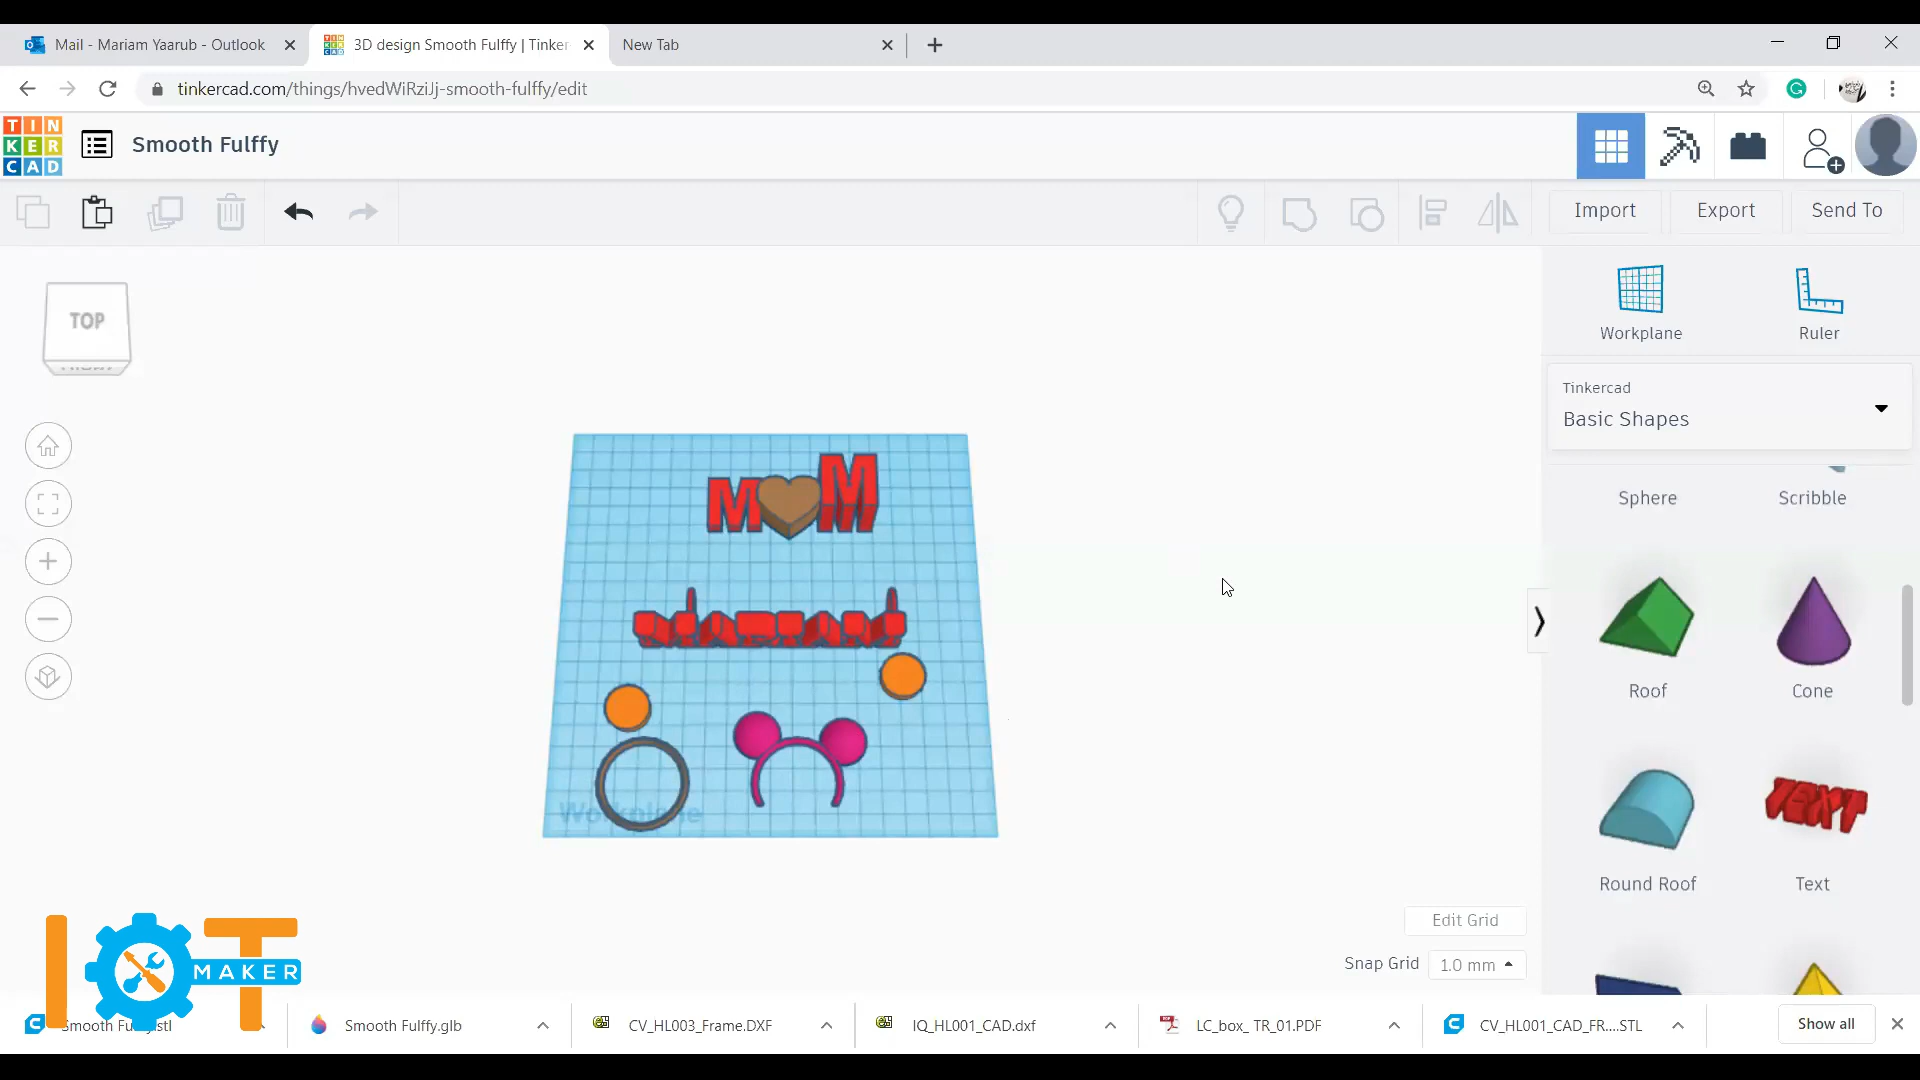 Mail - Mariam Yaarub - Outlook
3D design Smooth Fulffy | Tinker
New Tab
tinkercad.com/things/hvedWiRziJj-smooth-fulffy/edit
TIN
KER
CAD
Smooth Fulffy
Import
Export
Send To
TOP
Workplane
Ruler
Tinkercad
Basic Shapes
Sphere
Scribble
M M
Roof
Cone
Workplane
TEXT
Round Roof
Text
Edit Grid
Snap Grid
1.0 mm
I T
MAKER
Smooth Fulffy.glb
CV_HL003_Frame.DXF
IQ_HL001_CAD.dxf
LC_box_ TR_01.PDF
CV_HL001_CAD_FR....STL
Show all